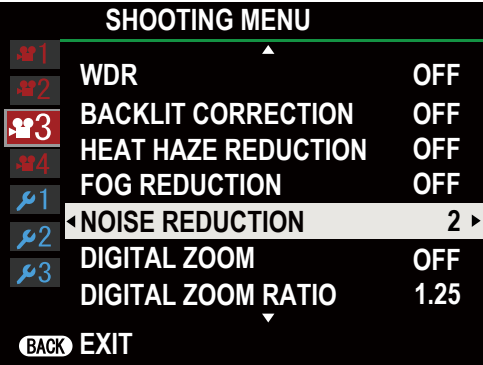 SHOOTING MENU
1
2
3
4
1
2
3
WDR OFF
BACKLIT CORRECTION OFF
HEAT HAZE REDUCTION OFF
FOG REDUCTION OFF
NOISE REDUCTION 2
DIGITAL ZOOM OFF
DIGITAL ZOOM RATIO 1.25
BACK EXIT